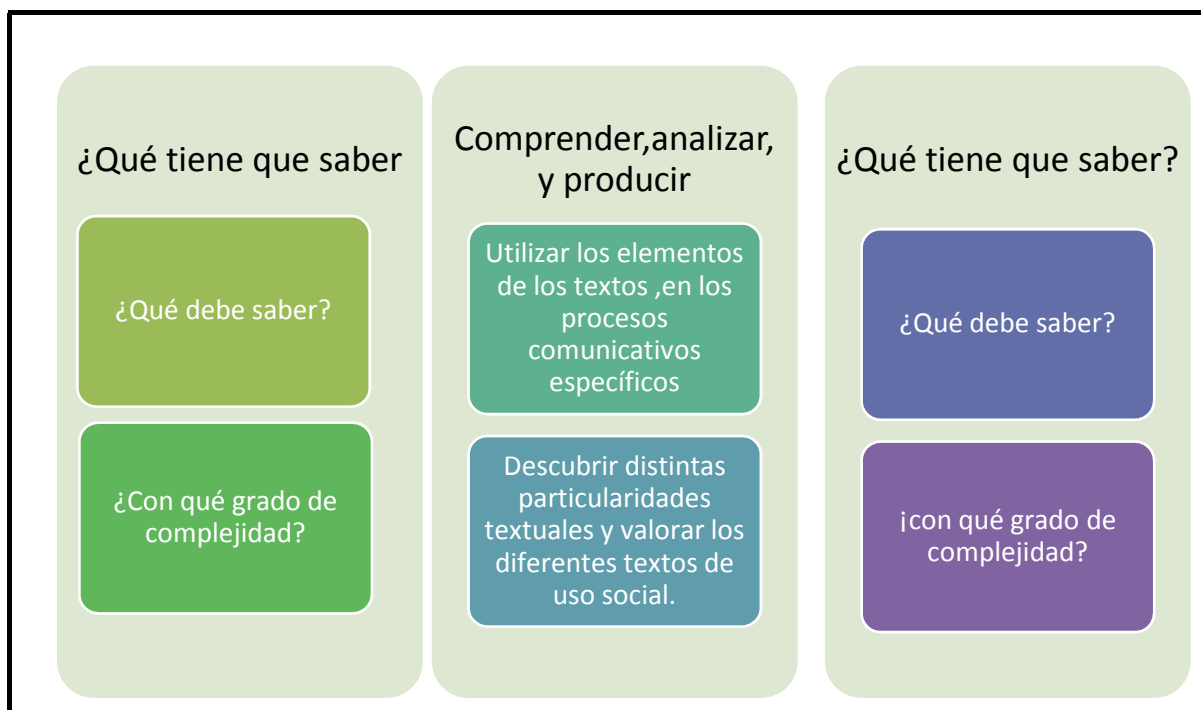 ¿Qué tiene que saber
¿Qué debe saber?
¿Con qué grado de
complejidad?
Comprender,analizar,
y producir
Utilizar los elementos
de los textos ,en los
procesos
comunicativos
específicos
Descubrir distintas
particularidades
textuales y valorar los
diferentes textos de
uso social.
¿Qué tiene que saber?
¿Qué debe saber?
¡con qué grado de
complejidad?